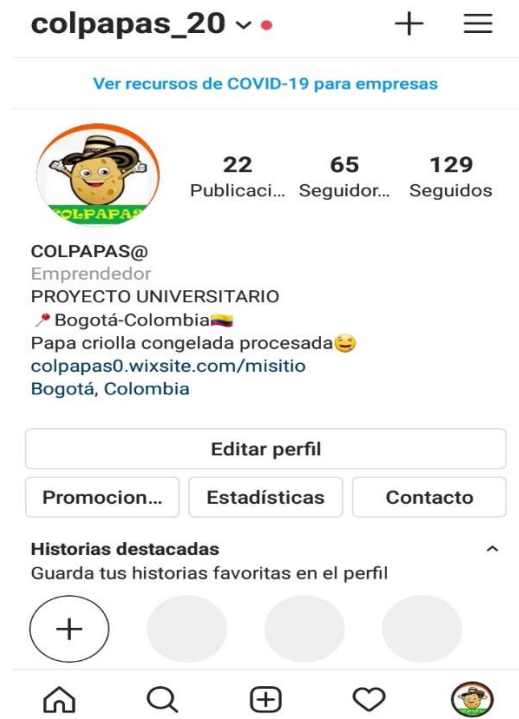 colpapas_20
Ver recursos de COVID-19 para empresas
22 65 129
Publicaci... Seguidor... Seguidos
COLPAPAS
COLPAPAS@
Emprendedor
PROYECTO UNIVERSITARIO
Bogotá-Colombia
Papa criolla congelada procesada
colpapas0.wixsite.com/misitio
Bogotá, Colombia
Editar perfil
Promocion... Estadísticas Contacto
Historias destacadas
Guarda tus historias favoritas en el perfil